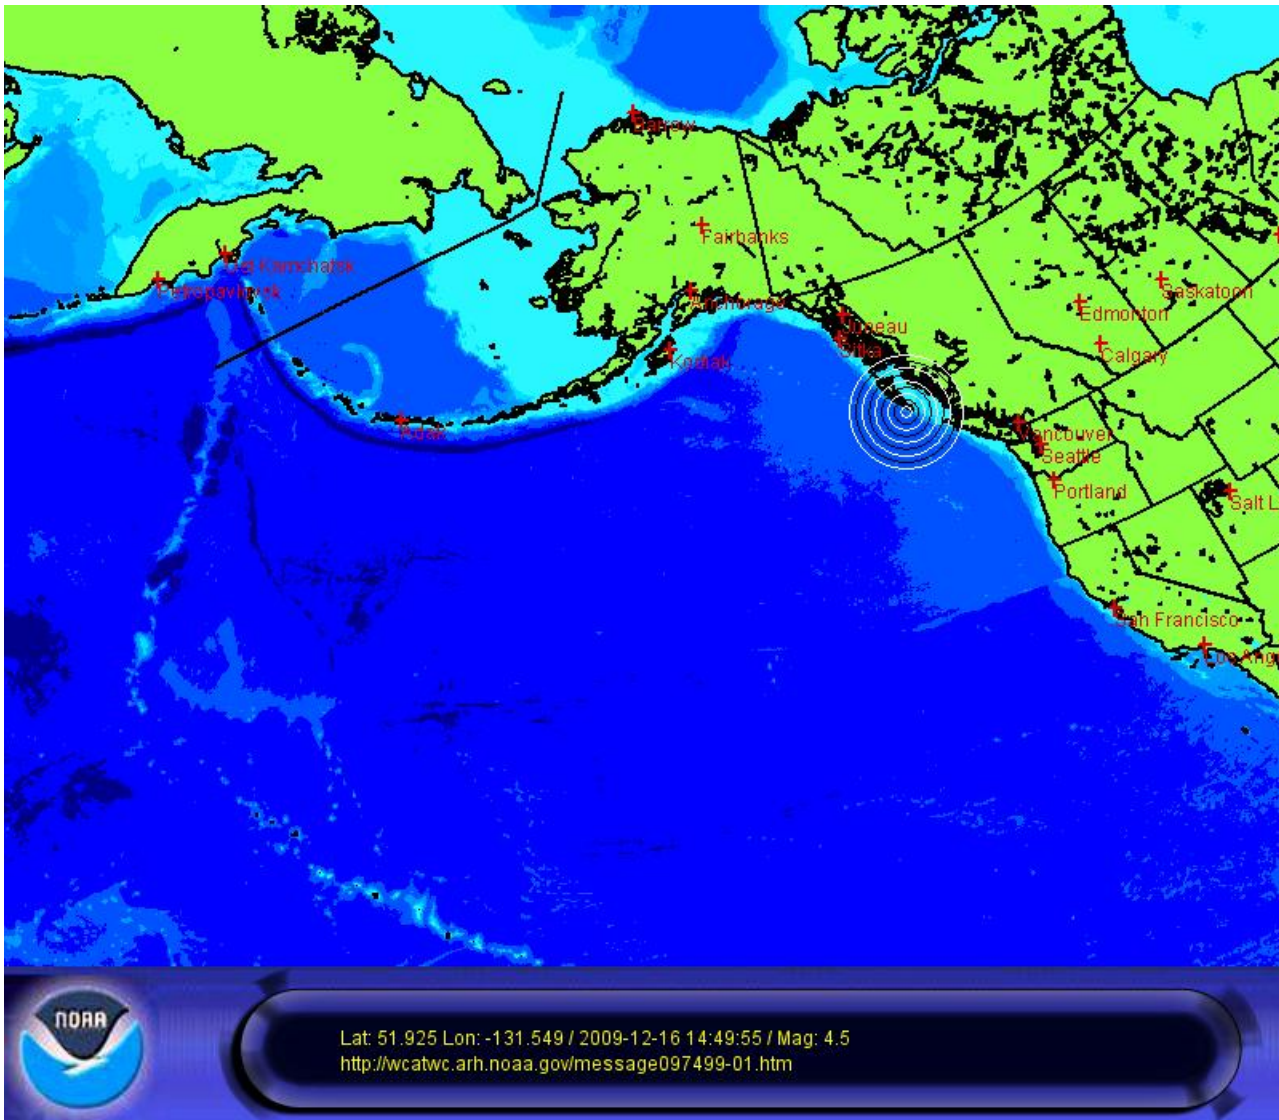 Barrow
Fairbanks
Ust Kamchatsk
Petropavlovsk
Anchorage
Saskatoon
Edmonton
Juneau
Sitka
Calgary
Kodiak
Adak
Vancouver
Seattle
Portland
Salt L
San Francisco
Los Ang
NOAA
Lat: 51.925 Lon: -131.549 / 2009-12-16 14:49:55 / Mag: 4.5
http://wcatwc.arh.noaa.gov/message097499-01.htm